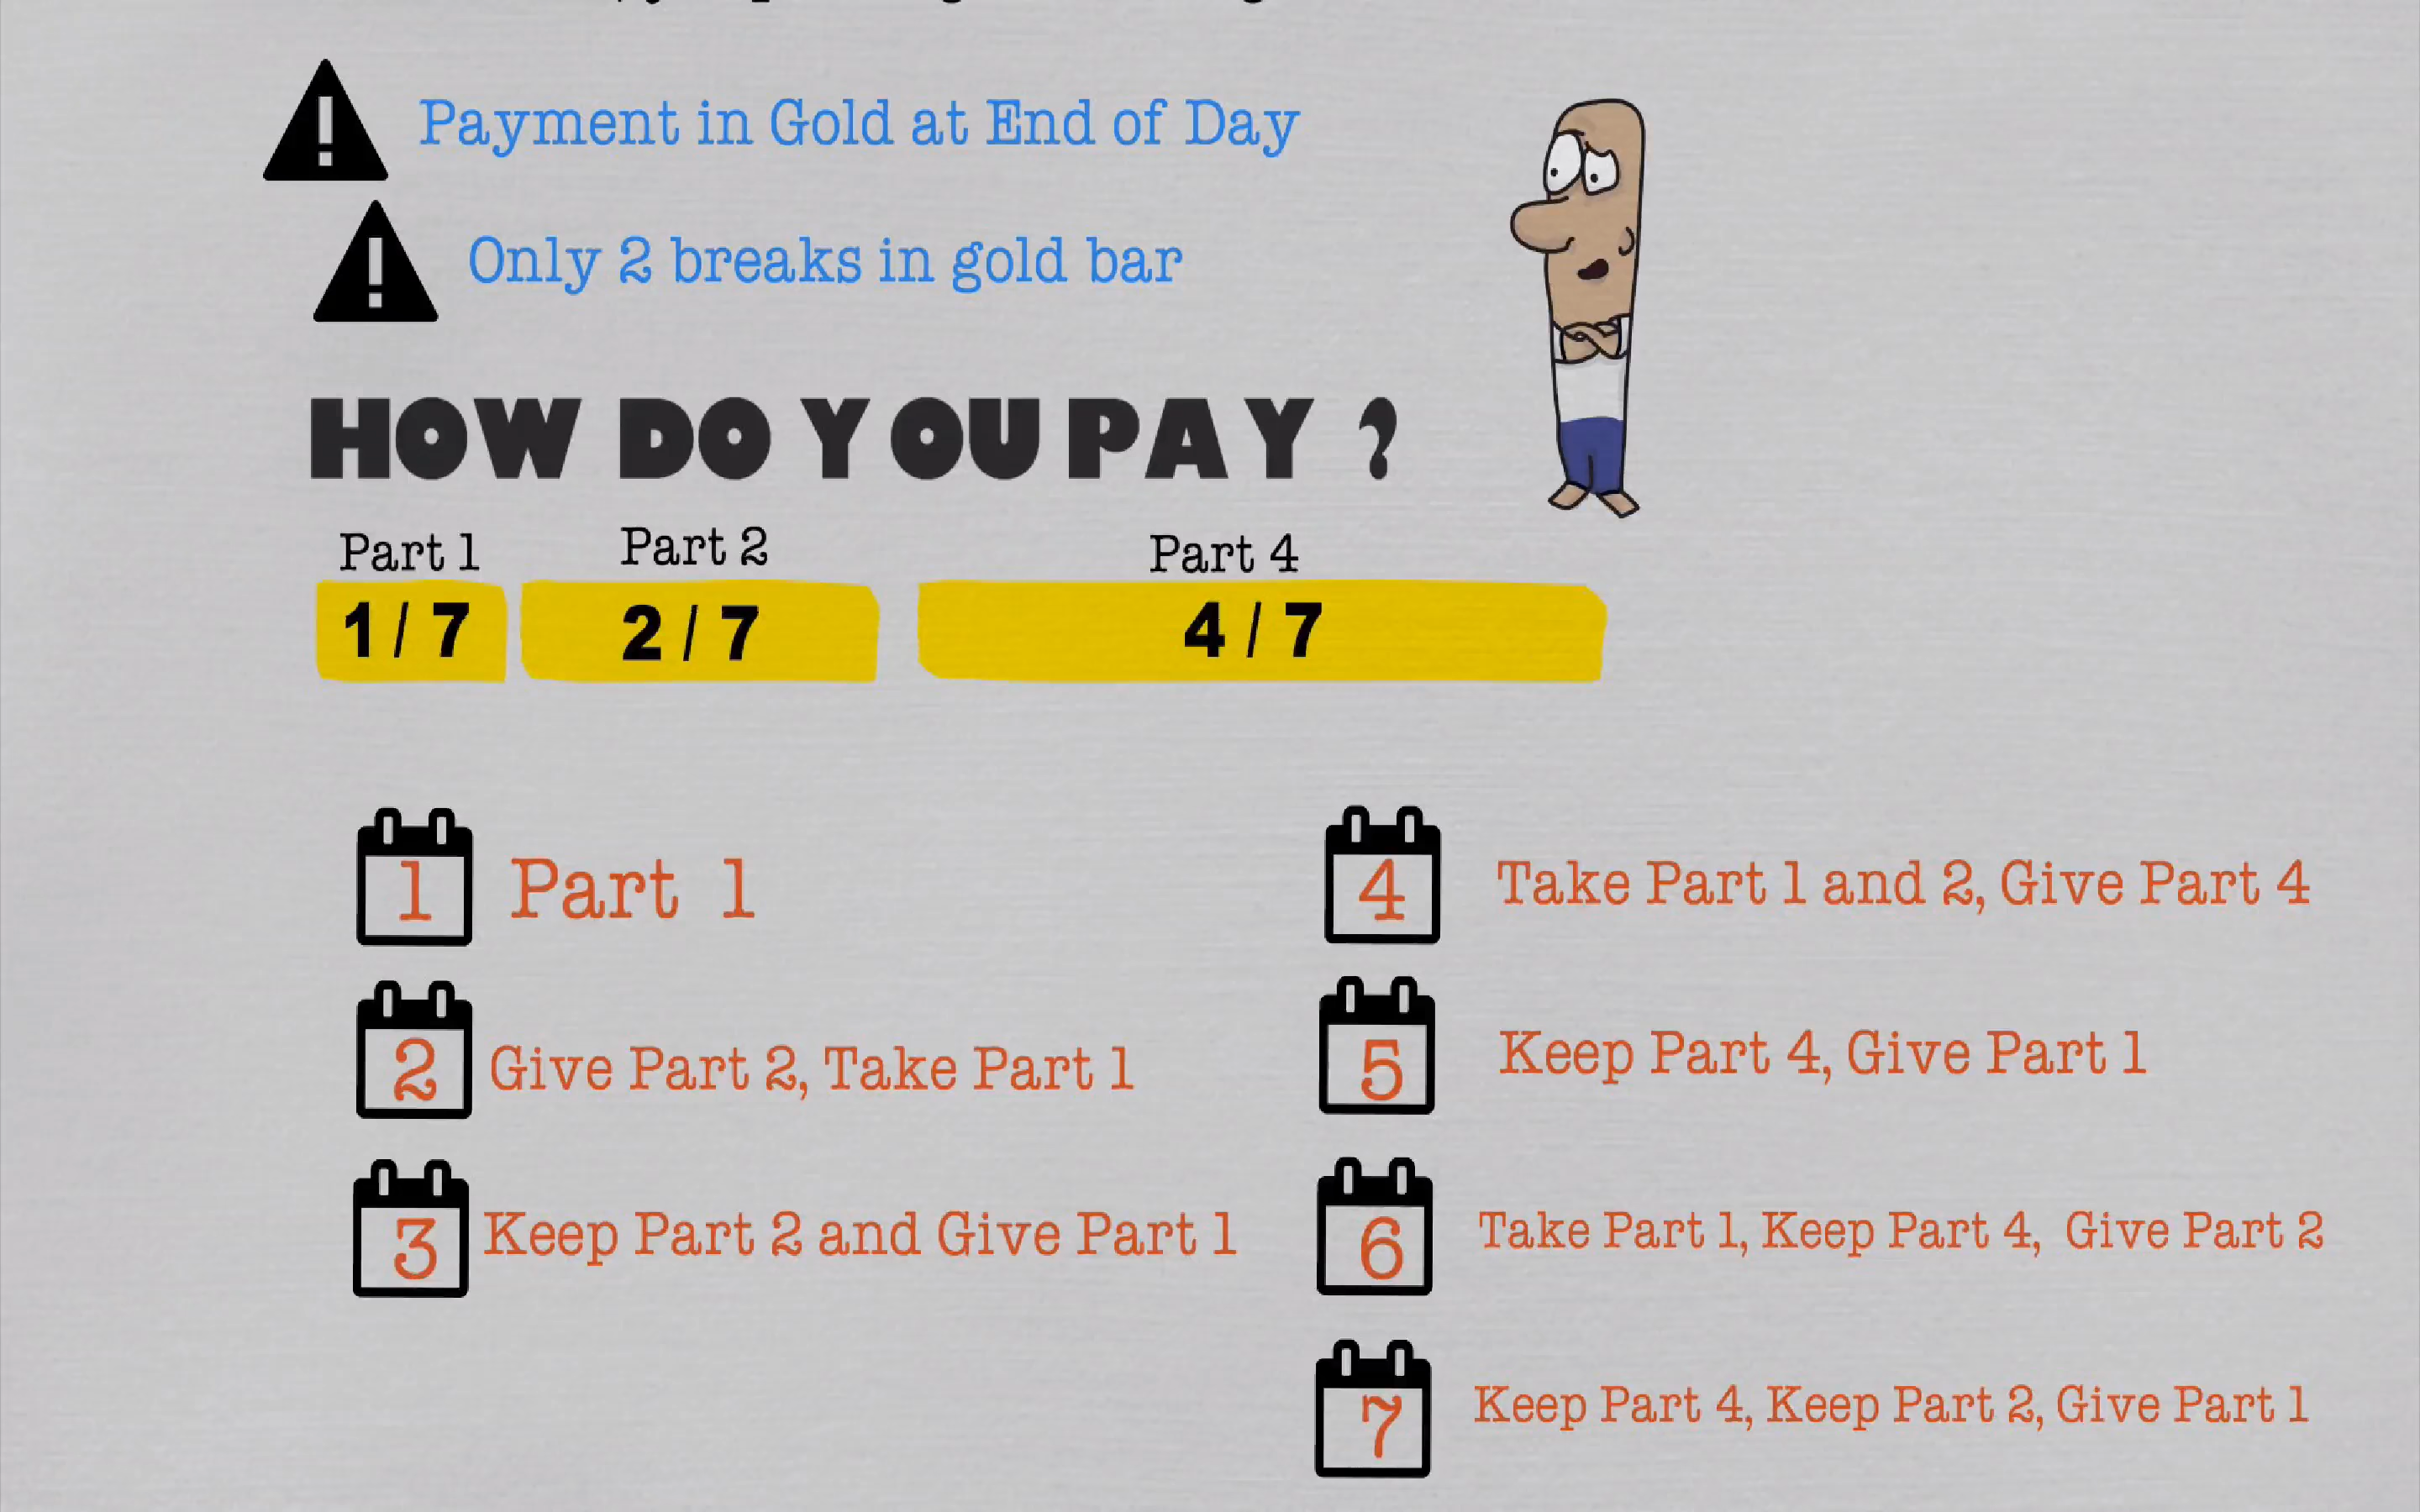 Payment in Gold at End of Day
Only 2 breaks in gold bar
HOW DO YOU PAY ?
Part 1
Part 2
Part 4
1 / 7
2 / 7
4 / 7
1
Part 1
2
Give Part 2, Take Part 1
3
Keep Part 2 and Give Part 1
4
Take Part 1 and 2, Give Part 4
5
Keep Part 4, Give Part 1
6
Take Part 1, Keep Part 4, Give Part 2
7
Keep Part 4, Keep Part 2, Give Part 1